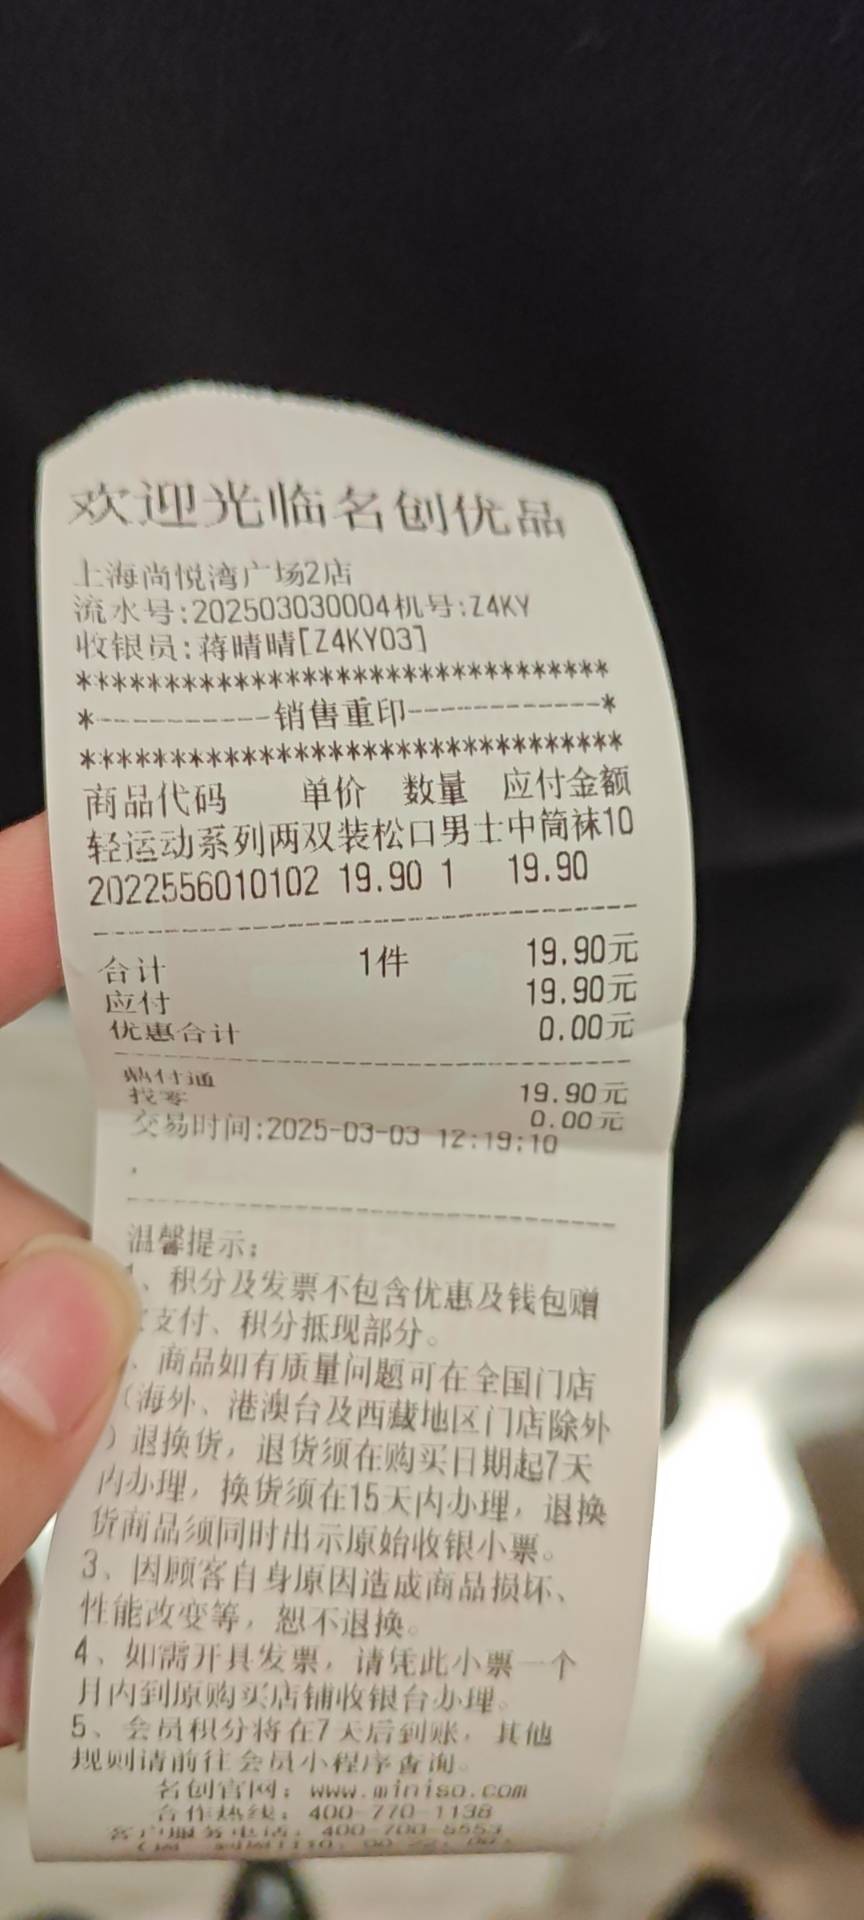 欢迎光临名创优品
上海尚悦湾广场2店
流水号:202503030004机号:Z4KY
收银员:蒋晴晴[Z4KY03]
*******************************
*----------销售重印------------*
*******************************
商品代码 单价 数量 应付金额
轻运动系列两双装松口男士中筒袜10
2022556010102 19.90 1 19.90
合计 1件 19.90元
应付 19.90元
优惠合计 0.00元
鼎付通 19.90元
找零 0.00元
交易时间:2025-03-03 12:19:10
温馨提示:
、积分及发票不包含优惠及钱包赠
支付、积分抵现部分。
、商品如有质量问题可在全国门店
(海外、港澳台及西藏地区门店除外
)退换货，退货须在购买日期起7天
内办理，换货须在15天内办理，退换
货商品须同时出示原始收银小票。
3、因顾客自身原因造成商品损坏、
性能改变等，恕不退换。
4、如需开具发票，请凭此小票一个
月内到原购买店铺收银台办理。
5、会员积分将在7天后到账，其他
规则请前往会员小程序查询。
名创官网：www.miniso.com
合作热线：400-770-1138
客户服务电话：400-700-8553